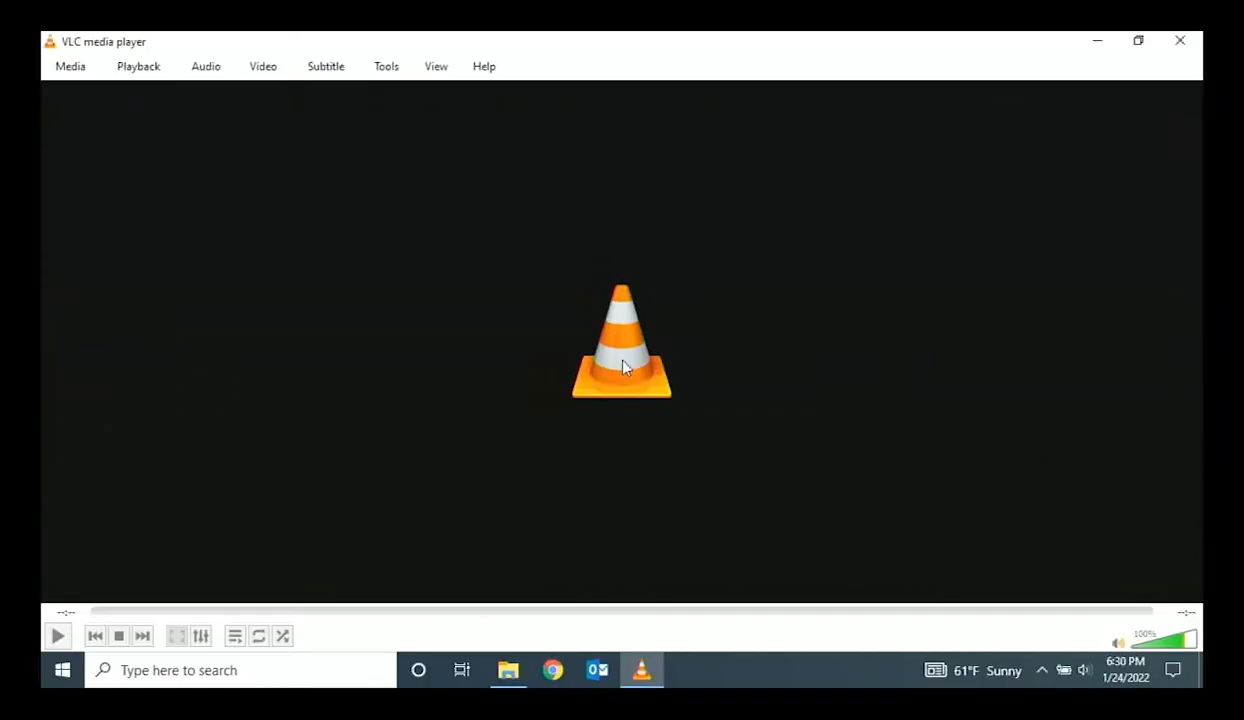 VLC media player
Media Playback Audio Video Subtitle Tools View Help
--:-- --:--
100%
Type here to search
61°F Sunny
6:30 PM
1/24/2022